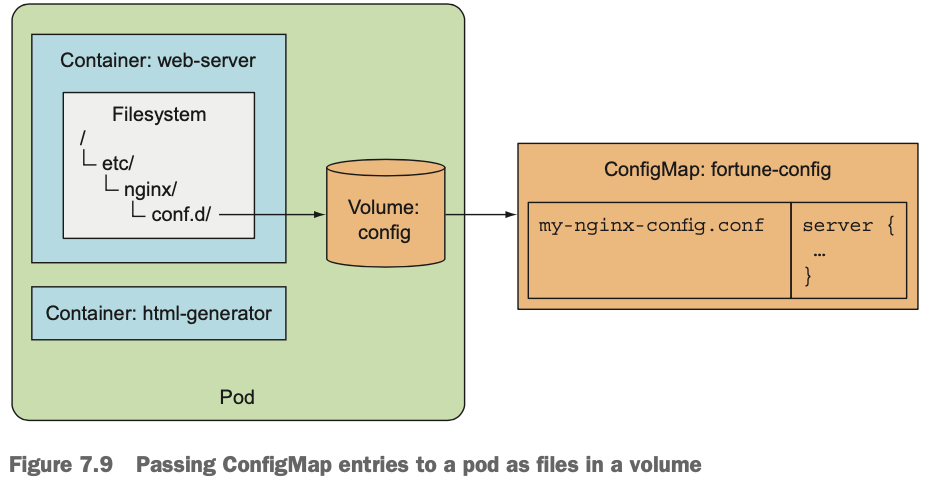 Container: web-server
Filesystem
/
etc/
nginx/
conf.d/
Volume:
config
Container: html-generator
Pod
ConfigMap: fortune-config
my-nginx-config.conf
server {
…
}
Figure 7.9 Passing ConfigMap entries to a pod as files in a volume